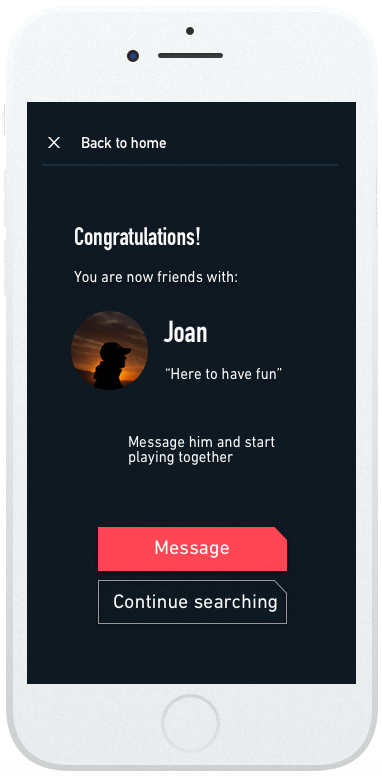 Back to home
Congratulations!
You are now friends with:
Joan
“Here to have fun”
Message him and start
playing together
Message
Continue searching